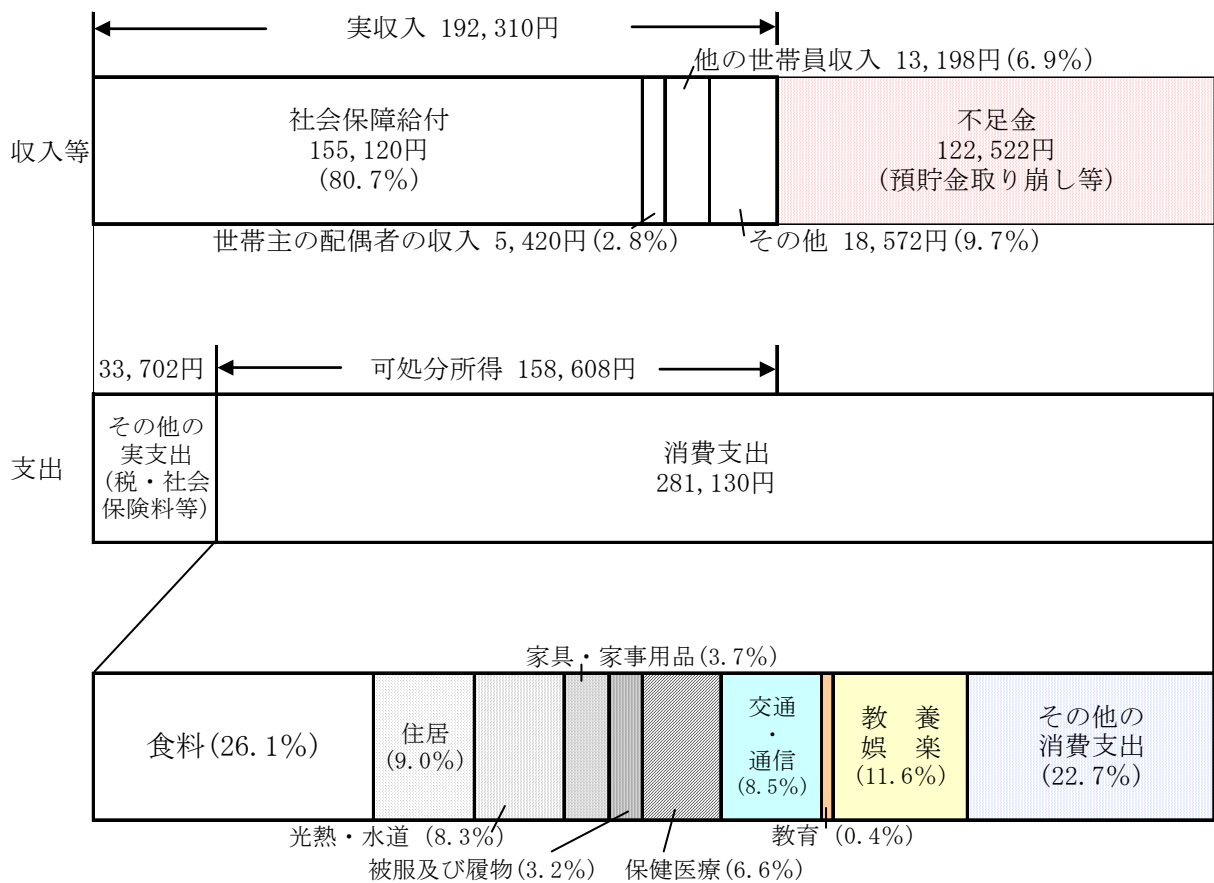 実収入 192,310円
他の世帯員収入 13,198円(6.9%)
収入等
社会保障給付
155,120円
(80.7%)
不足金
122,522円
(預貯金取り崩し等)
世帯主の配偶者の収入 5,420円(2.8%)
その他 18,572円(9.7%)
33,702円
可処分所得 158,608円
支出
その他の
実支出
(税・社会
保険料等)
消費支出
281,130円
家具・家事用品(3.7%)
食料(26.1%)
住居
(9.0%)
交通
・
通信
(8.5%)
教 養
娯 楽
(11.6%)
その他の
消費支出
(22.7%)
光熱・水道 (8.3%)
教育 (0.4%)
被服及び履物(3.2%)
保健医療(6.6%)